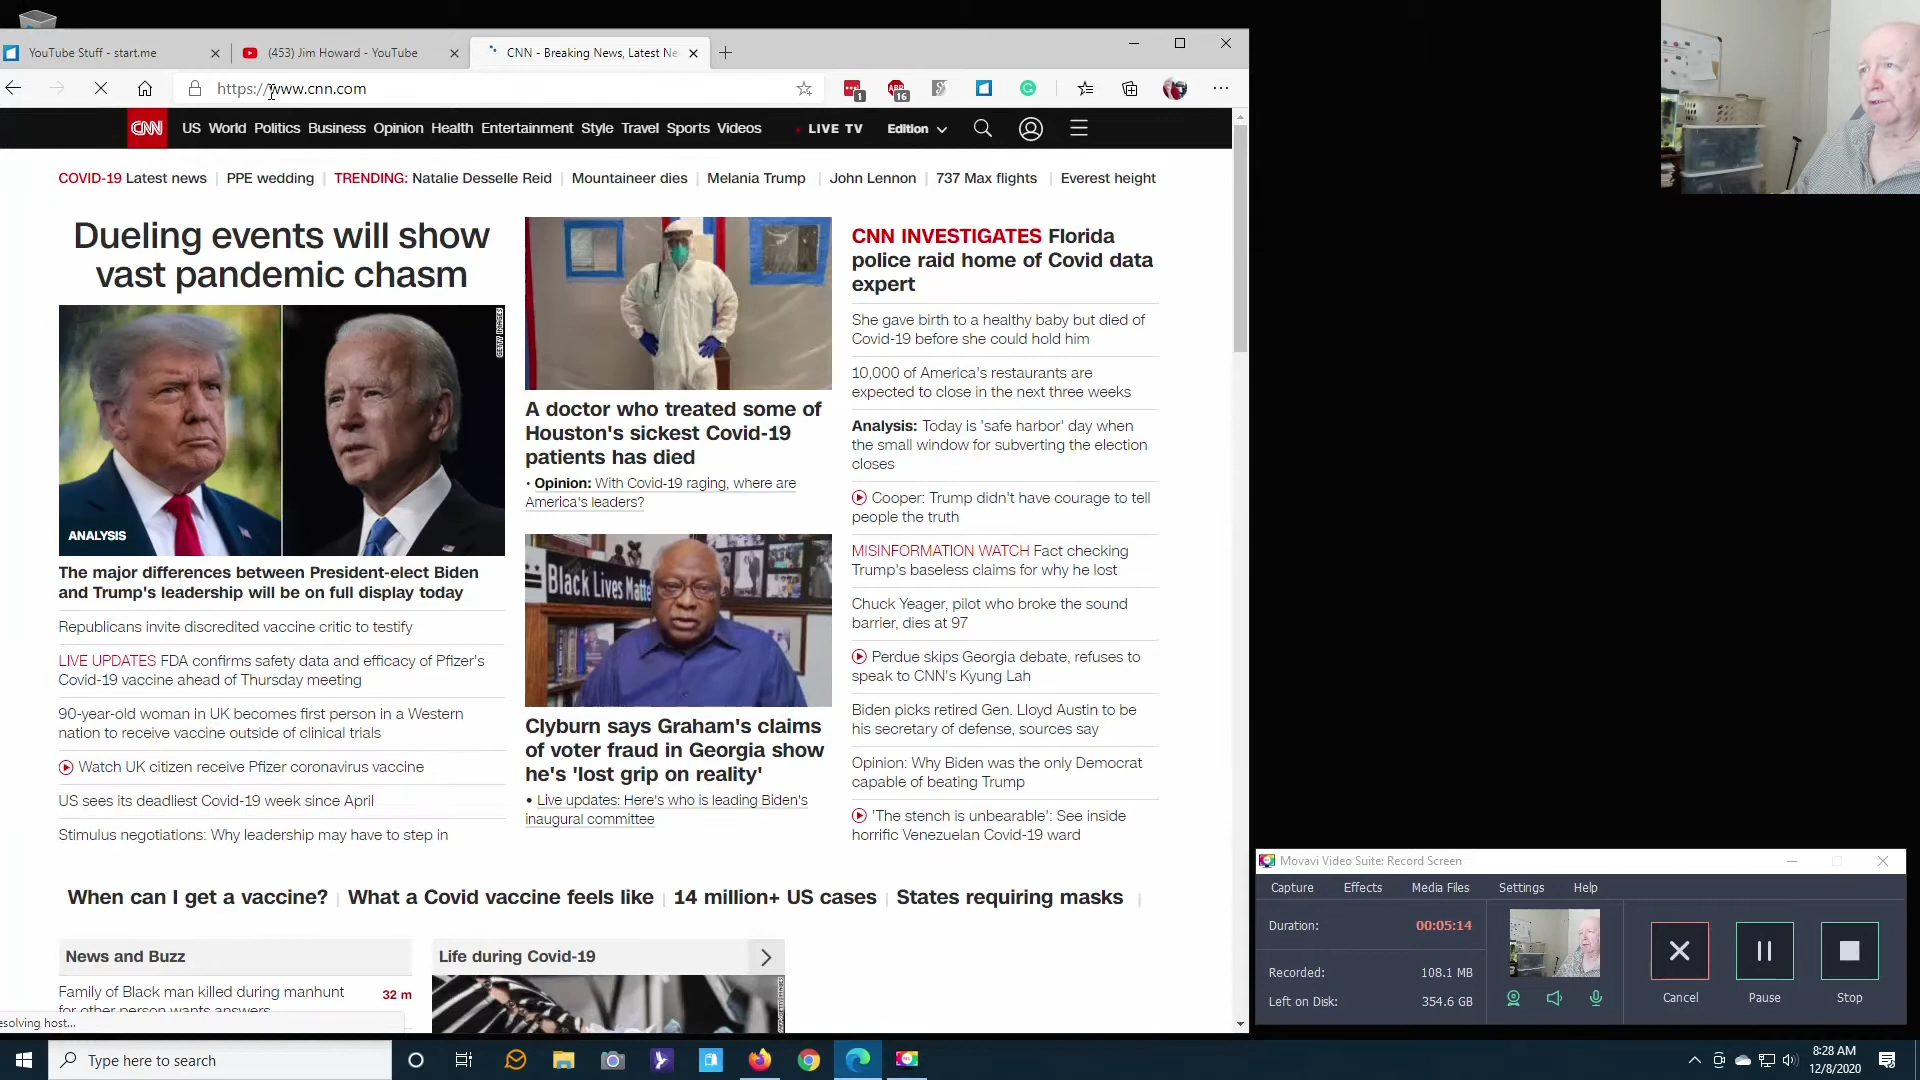 YouTube Stuff - start.me
(453) Jim Howard - YouTube
CNN - Breaking News, Latest Ne
https://www.cnn.com
1
16
CNN
US World Politics Business Opinion Health Entertainment Style Travel Sports Videos
LIVE TV
Edition
COVID-19 Latest news
PPE wedding
TRENDING: Natalie Desselle Reid
Mountaineer dies
Melania Trump
John Lennon
737 Max flights
Everest height
Dueling events will show
vast pandemic chasm
GETTY IMAGES
ANALYSIS
The major differences between President-elect Biden
and Trump's leadership will be on full display today
Republicans invite discredited vaccine critic to testify
LIVE UPDATES FDA confirms safety data and efficacy of Pfizer's
Covid-19 vaccine ahead of Thursday meeting
90-year-old woman in UK becomes first person in a Western
nation to receive vaccine outside of clinical trials
Watch UK citizen receive Pfizer coronavirus vaccine
US sees its deadliest Covid-19 week since April
Stimulus negotiations: Why leadership may have to step in
A doctor who treated some of
Houston's sickest Covid-19
patients has died
• Opinion: With Covid-19 raging, where are
America's leaders?
Black Lives Matte
Clyburn says Graham's claims
of voter fraud in Georgia show
he's 'lost grip on reality'
• Live updates: Here's who is leading Biden's
inaugural committee
CNN INVESTIGATES Florida
police raid home of Covid data
expert
She gave birth to a healthy baby but died of
Covid-19 before she could hold him
10,000 of America's restaurants are
expected to close in the next three weeks
Analysis: Today is 'safe harbor' day when
the small window for subverting the election
closes
Cooper: Trump didn't have courage to tell
people the truth
MISINFORMATION WATCH Fact checking
Trump's baseless claims for why he lost
Chuck Yeager, pilot who broke the sound
barrier, dies at 97
Perdue skips Georgia debate, refuses to
speak to CNN's Kyung Lah
Biden picks retired Gen. Lloyd Austin to be
his secretary of defense, sources say
Opinion: Why Biden was the only Democrat
capable of beating Trump
'The stench is unbearable': See inside
horrific Venezuelan Covid-19 ward
When can I get a vaccine?
What a Covid vaccine feels like
14 million+ US cases
States requiring masks
News and Buzz
Family of Black man killed during manhunt
for other person wants answers
32 m
Life during Covid-19
esolving host...
Movavi Video Suite: Record Screen
Capture Effects Media Files Settings Help
Duration: 00:05:14
Recorded: 108.1 MB
Left on Disk: 354.6 GB
Cancel
Pause
Stop
Type here to search
8:28 AM
12/8/2020